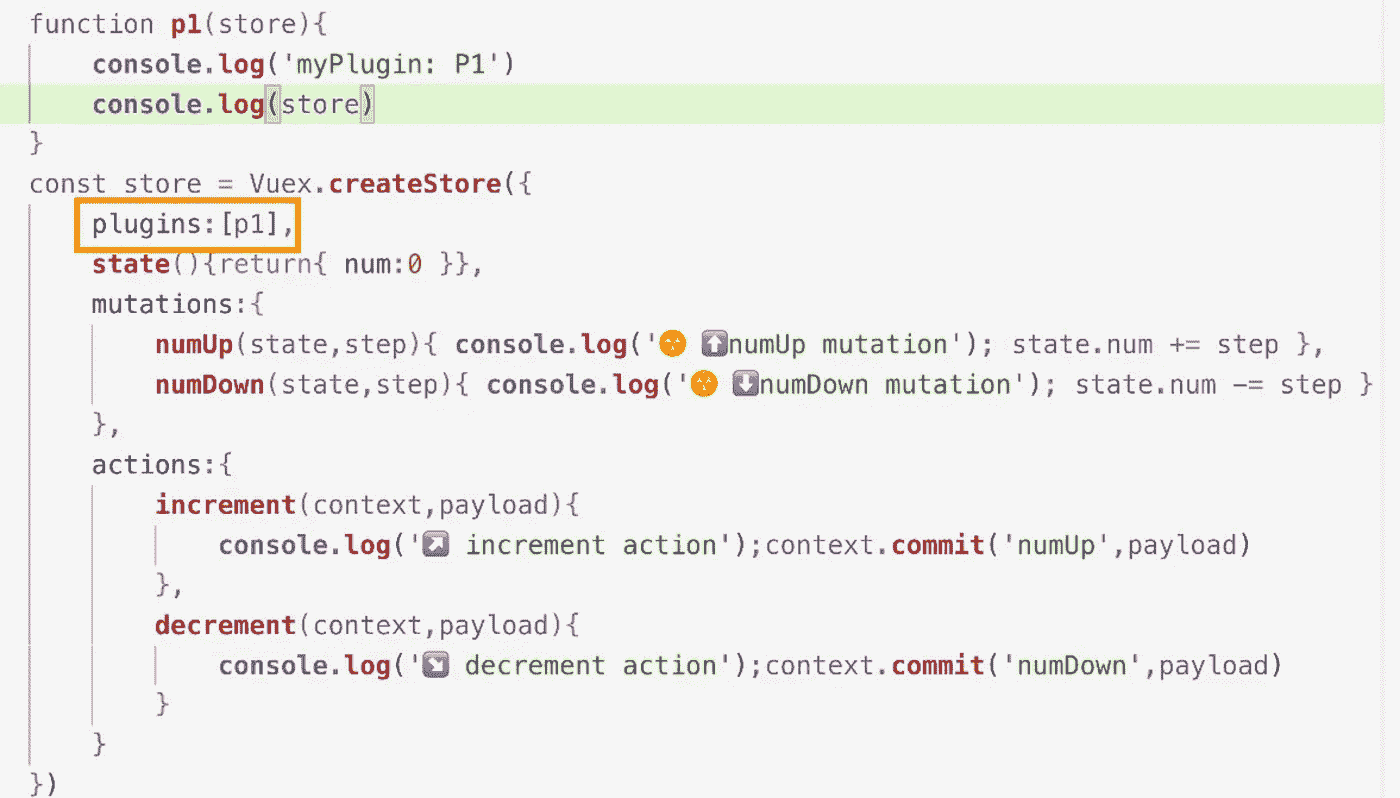 function p1(store){
    console.log('myPlugin: P1')
    console.log(store)
}
const store = Vuex.createStore({
    plugins:[p1],
    state(){return{ num:0 }},
    mutations:{
        numUp(state,step){ console.log('🌞 ⬆️numUp mutation'); state.num += step },
        numDown(state,step){ console.log('🌞 ⬇️numDown mutation'); state.num -= step }
    },
    actions:{
        increment(context,payload){
            console.log('↗️ increment action');context.commit('numUp',payload)
        },
        decrement(context,payload){
            console.log('↘️ decrement action');context.commit('numDown',payload)
        }
    }
})